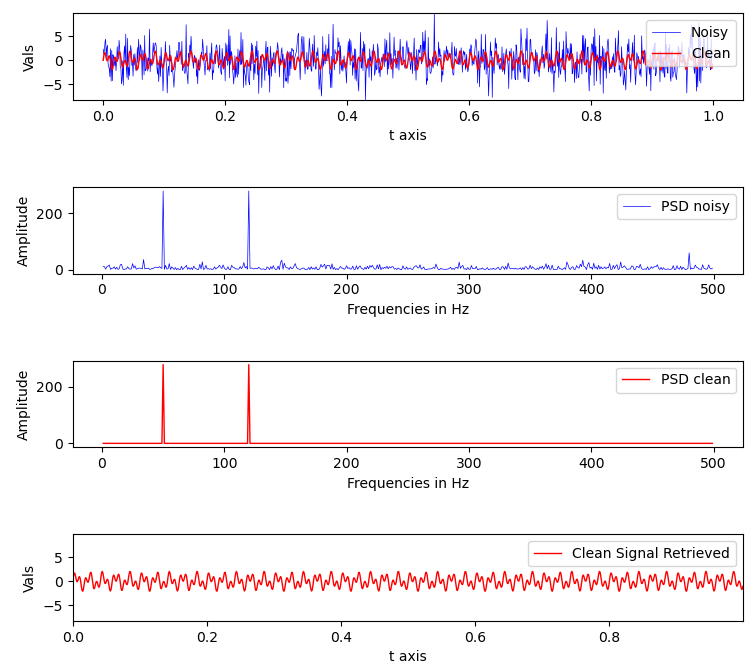 Vals
5
0
−5
Noisy
Clean
0.0 0.2 0.4 0.6 0.8 1.0
t axis
Amplitude
200
0
PSD noisy
0 100 200 300 400 500
Frequencies in Hz
Amplitude
200
0
PSD clean
0 100 200 300 400 500
Frequencies in Hz
Vals
5
0
−5
Clean Signal Retrieved
0.0 0.2 0.4 0.6 0.8
t axis